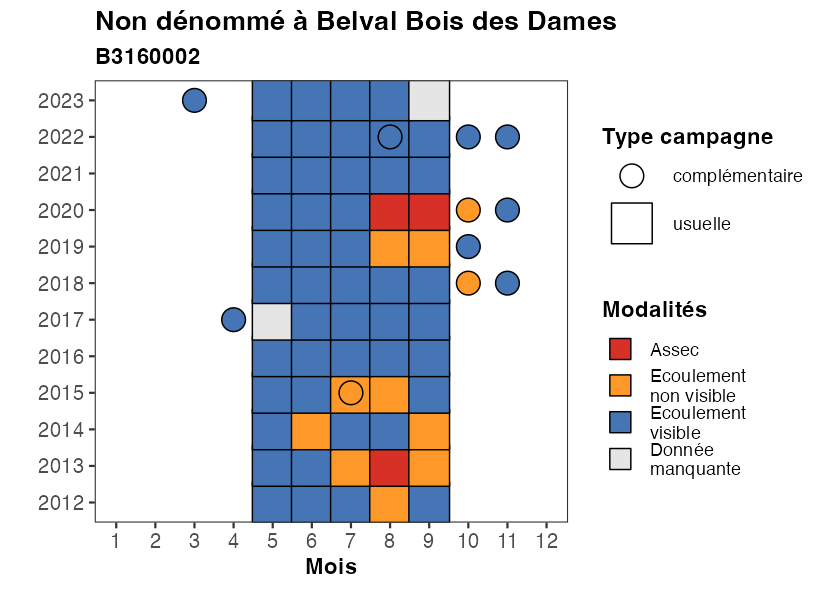 Non dénommé à Belval Bois des Dames
B3160002
2023
2022
2021
2020
2019
2018
2017
2016
2015
2014
2013
2012
1 2 3 4 5 6 7 8 9 10 11 12
Mois
Type campagne
complémentaire
usuelle
Modalités
Assec
Ecoulement
non visible
Ecoulement
visible
Donnée
manquante